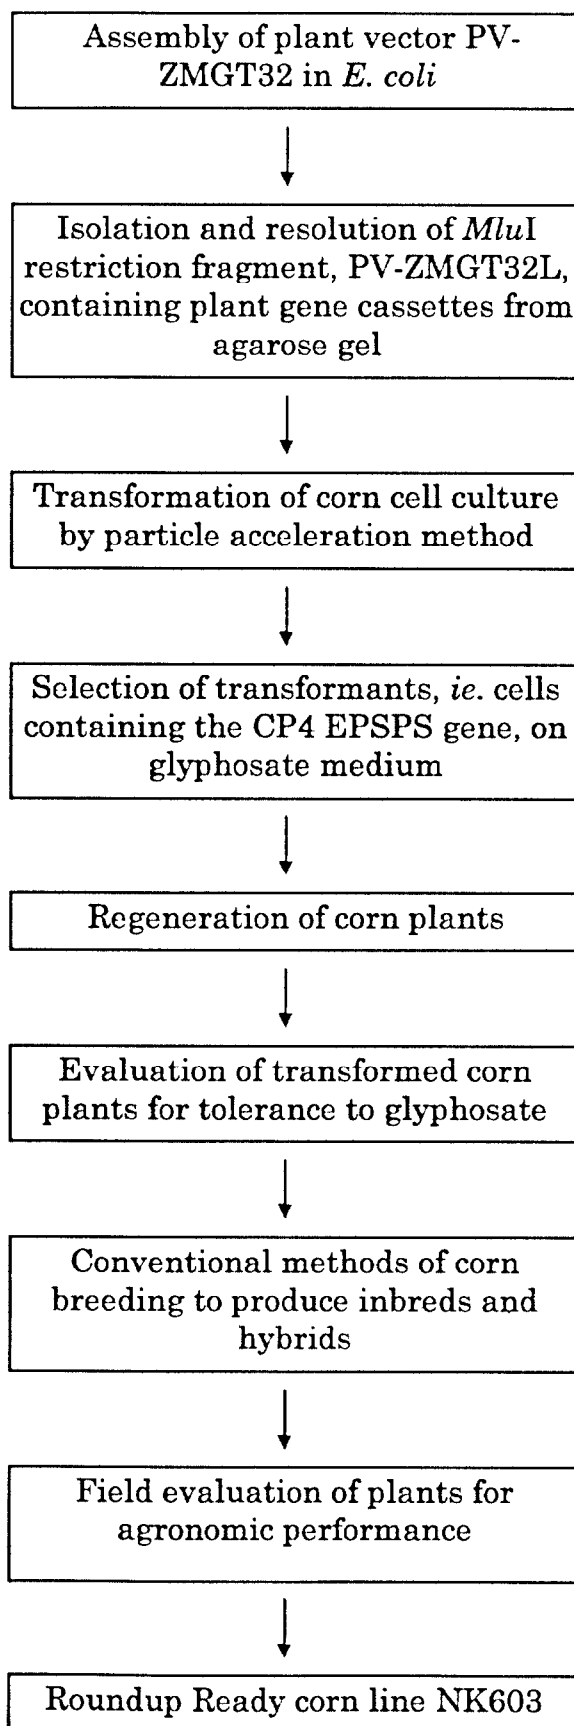 Assembly of plant vector PV-
ZMGT32 in E. coli
Isolation and resolution of MluI
restriction fragment, PV-ZMGT32L,
containing plant gene cassettes from
agarose gel
Transformation of corn cell culture
by particle acceleration method
Selection of transformants, ie. cells
containing the CP4 EPSPS gene, on
glyphosate medium
Regeneration of corn plants
Evaluation of transformed corn
plants for tolerance to glyphosate
Conventional methods of corn
breeding to produce inbreds and
hybrids
Field evaluation of plants for
agronomic performance
Roundup Ready corn line NK603